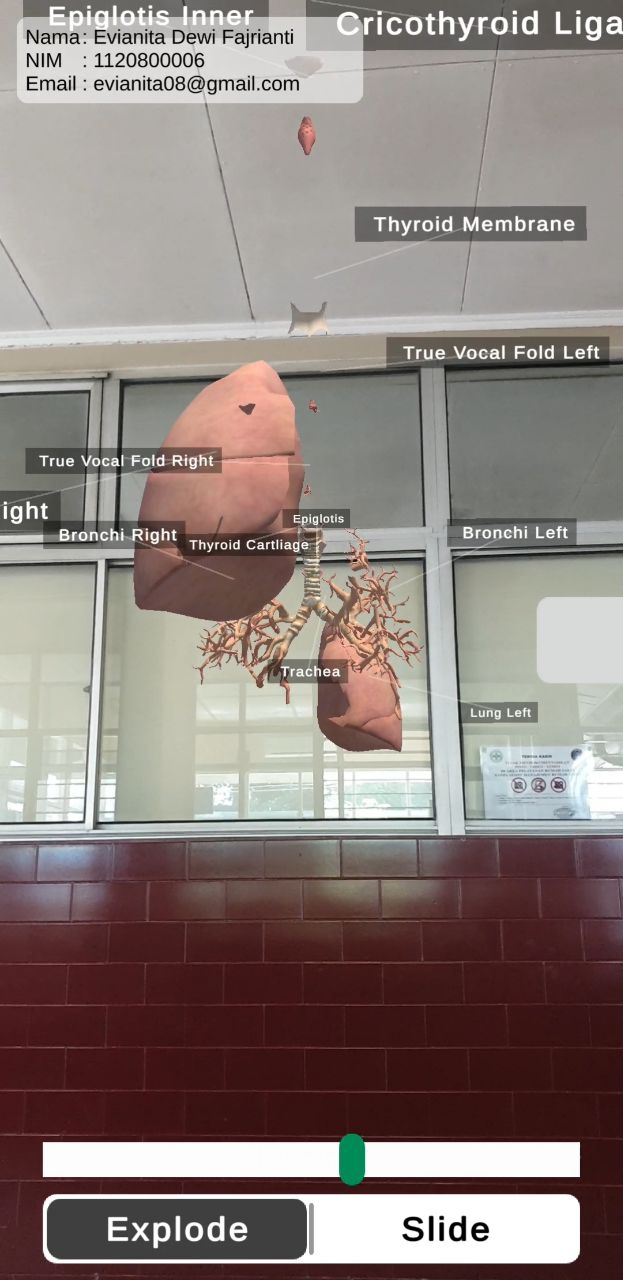 Epiglotis Inner
Cricothyroid Liga
Nama : Evianita Dewi Fajrianti
NIM : 1120800006
Email : evianita08@gmail.com
Thyroid Membrane
True Vocal Fold Left
True Vocal Fold Right
ight
Epiglotis
Bronchi Right
Thyroid Cartliage
Bronchi Left
Trachea
Lung Left
Explode
Slide